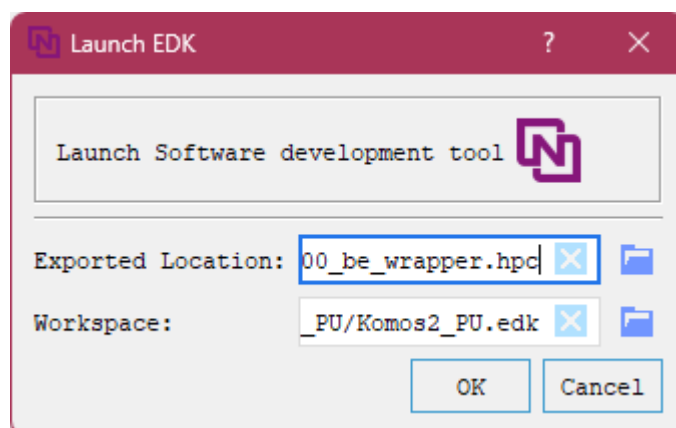 Launch EDK
Launch Software development tool
Exported Location: 00_be_wrapper.hpc
Workspace: _PU/Komos2_PU.edk
OK Cancel